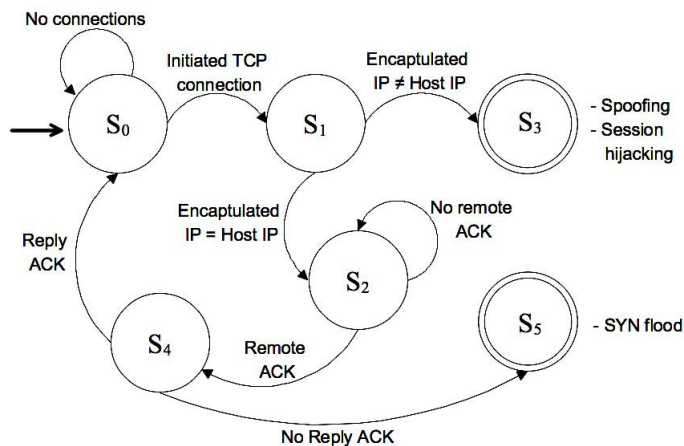 No connections
Initiated TCP
connection
Encaptulated
IP ≠ Host IP
S0
S1
S3
- Spoofing
- Session
hijacking
Encaptulated
IP = Host IP
No remote
ACK
Reply
ACK
S2
S4
Remote
ACK
S5
- SYN flood
No Reply ACK